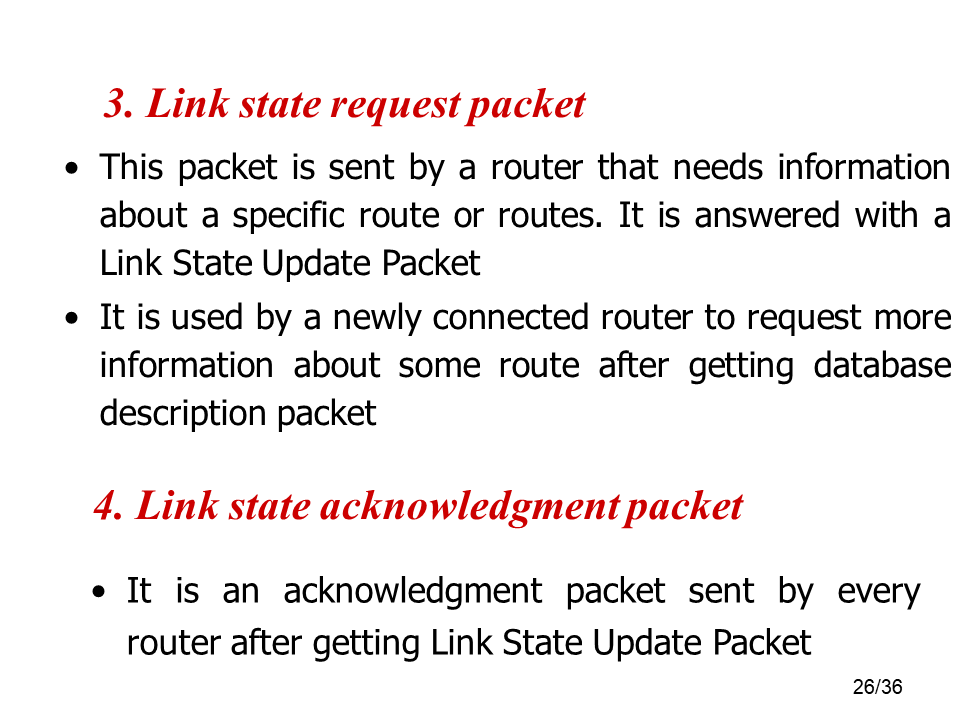 3. Link state request packet
• This packet is sent by a router that needs information
about a specific route or routes. It is answered with a
Link State Update Packet
• It is used by a newly connected router to request more
information about some route after getting database
description packet
4. Link state acknowledgment packet
• It is an acknowledgment packet sent by every
router after getting Link State Update Packet
26/36